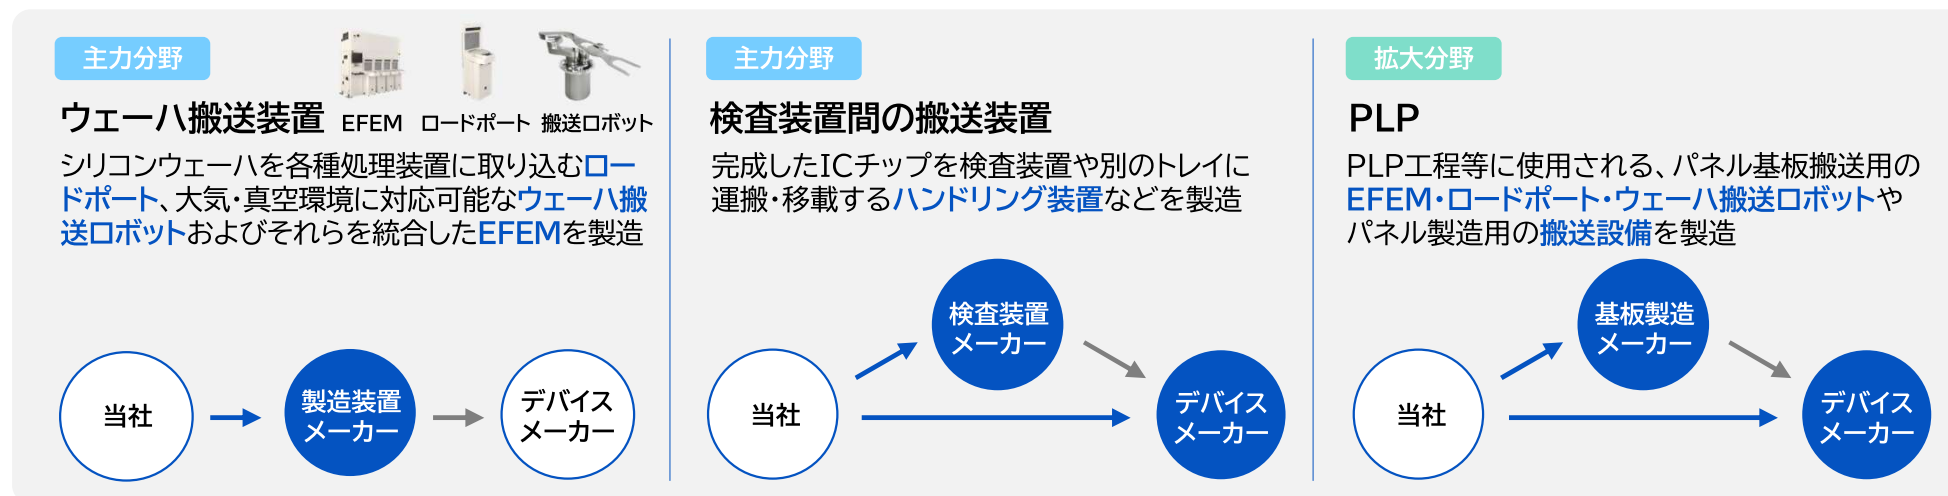 主力分野
EFEM
ロードポート
搬送ロボット
ウェーハ搬送装置
シリコンウェーハを各種処理装置に取り込むロー
ドポート、大気・真空環境に対応可能なウェーハ搬
送ロボットおよびそれらを統合したEFEMを製造
当社
製造装置
メーカー
デバイス
メーカー
主力分野
検査装置間の搬送装置
完成したICチップを検査装置や別のトレイに
運搬・移載するハンドリング装置などを製造
当社
検査装置
メーカー
デバイス
メーカー
拡大分野
PLP
PLP工程等に使用される、パネル基板搬送用の
EFEM・ロードポート・ウェーハ搬送ロボットや
パネル製造用の搬送設備を製造
当社
基板製造
メーカー
デバイス
メーカー